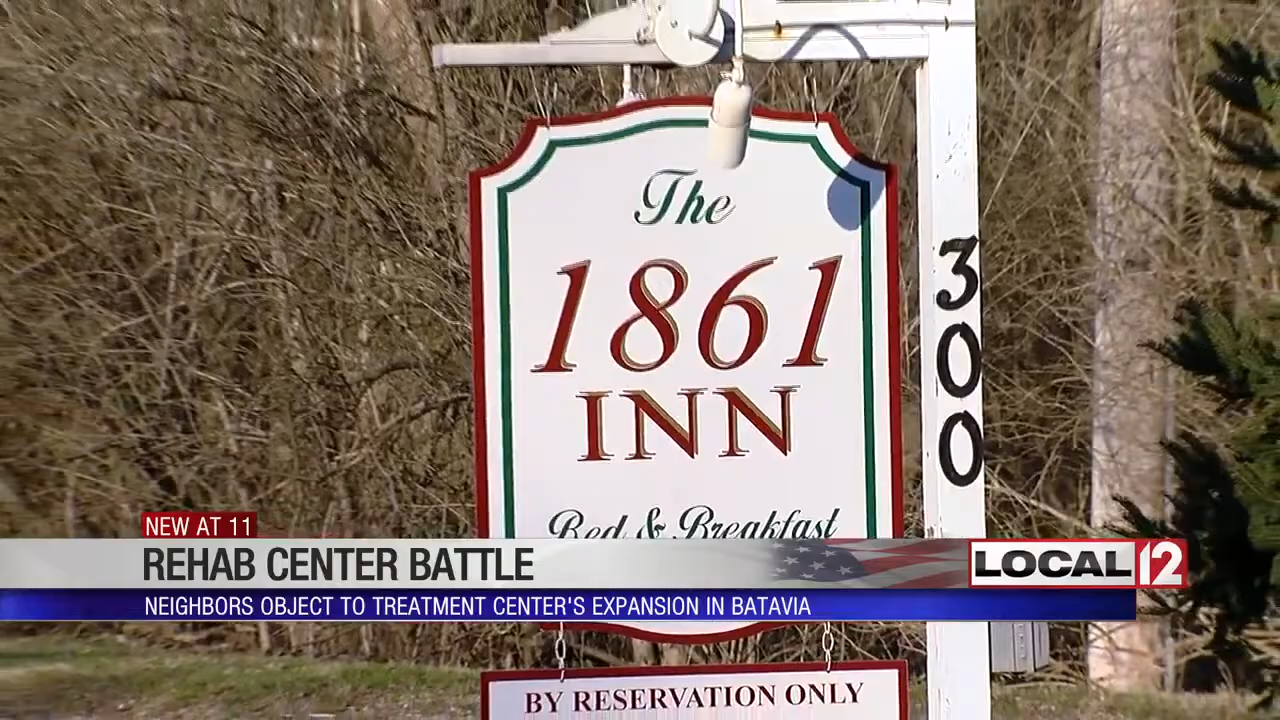 The
1861
INN
Bed & Breakfast
300
NEW AT 11
REHAB CENTER BATTLE
LOCAL 12
NEIGHBORS OBJECT TO TREATMENT CENTER'S EXPANSION IN BATAVIA
BY RESERVATION ONLY